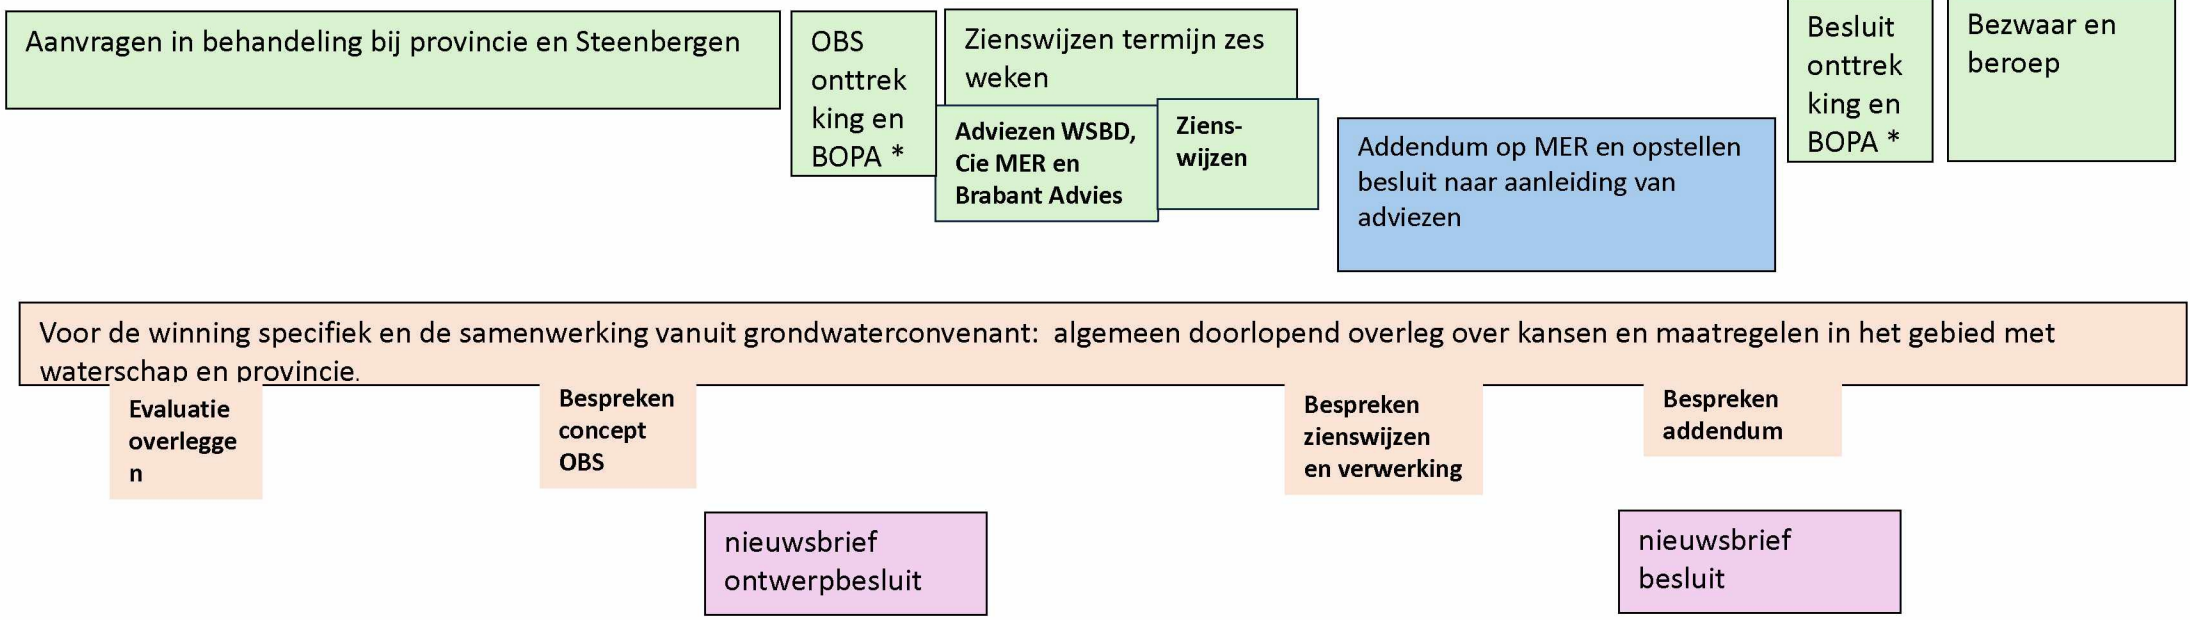 Aanvragen in behandeling bij provincie en Steenbergen
OBS
onttrek
king en
BOPA *
Zienswijzen termijn zes
weken
Adviezen WSBD,
Cie MER en
Brabant Advies
Ziens-
wijzen
Addendum op MER en opstellen
besluit naar aanleiding van
adviezen
Besluit
onttrek
king en
BOPA *
Bezwaar en
beroep
Voor de winning specifiek en de samenwerking vanuit grondwaterconvenant:  algemeen doorlopend overleg over kansen en maatregelen in het gebied met
waterschap en provincie.
Evaluatie
overlegge
n
Bespreken
concept
OBS
Bespreken
zienswijzen
en verwerking
Bespreken
addendum
nieuwsbrief
ontwerpbesluit
nieuwsbrief
besluit